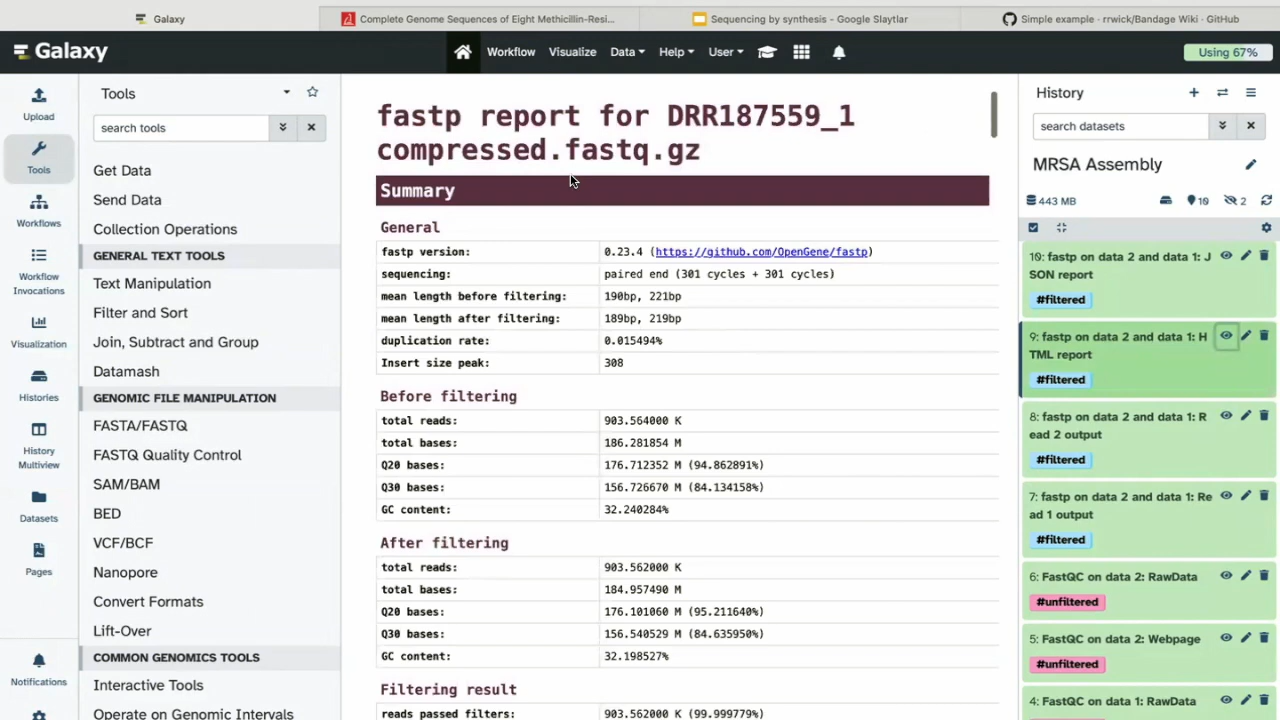 Galaxy
Complete Genome Sequences of Eight Methicillin-Resi...
Sequencing by synthesis - Google Slaytlar
Simple example · rrwick/Bandage Wiki · GitHub
Galaxy
Workflow
Visualize
Data
Help
User
Using 67%
Upload
Tools
Workflows
Workflow
Invocations
Visualization
Histories
History
Multiview
Datasets
Pages
Notifications
Tools
search tools
Get Data
Send Data
Collection Operations
GENERAL TEXT TOOLS
Text Manipulation
Filter and Sort
Join, Subtract and Group
Datamash
GENOMIC FILE MANIPULATION
FASTA/FASTQ
FASTQ Quality Control
SAM/BAM
BED
VCF/BCF
Nanopore
Convert Formats
Lift-Over
COMMON GENOMICS TOOLS
Interactive Tools
Operate on Genomic Intervals
fastp report for DRR187559_1
compressed.fastq.gz
Summary
General
fastp version: 0.23.4 (https://github.com/OpenGene/fastp)
sequencing: paired end (301 cycles + 301 cycles)
mean length before filtering: 190bp, 221bp
mean length after filtering: 189bp, 219bp
duplication rate: 0.015494%
Insert size peak: 308
Before filtering
total reads: 903.564000 K
total bases: 186.281854 M
Q20 bases: 176.712352 M (94.862891%)
Q30 bases: 156.726670 M (84.134158%)
GC content: 32.240284%
After filtering
total reads: 903.562000 K
total bases: 184.957490 M
Q20 bases: 176.101060 M (95.211640%)
Q30 bases: 156.540529 M (84.635950%)
GC content: 32.198527%
Filtering result
reads passed filters: 903.562000 K (99.999779%)
History
search datasets
MRSA Assembly
443 MB
10
2
10: fastp on data 2 and data 1: J
SON report
#filtered
9: fastp on data 2 and data 1: H
TML report
#filtered
8: fastp on data 2 and data 1: R
ead 2 output
#filtered
7: fastp on data 2 and data 1: Re
ad 1 output
#filtered
6: FastQC on data 2: RawData
#unfiltered
5: FastQC on data 2: Webpage
#unfiltered
4: FastQC on data 1: RawData